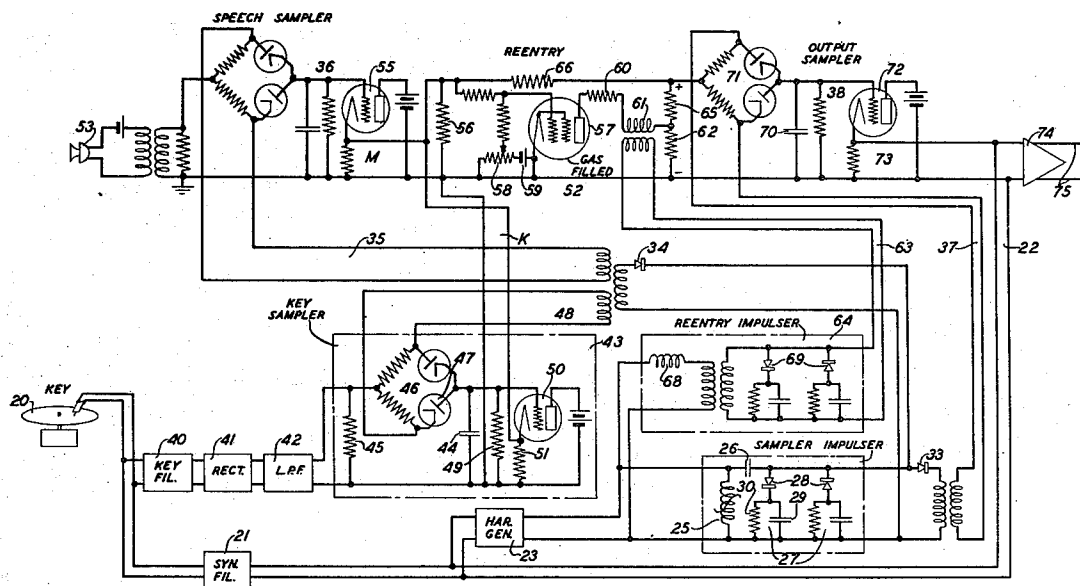 SPEECH SAMPLER
REENTRY
OUTPUT
SAMPLER
53
36
55
M
56
66
60
61
57
+
65
62
-
GAS
FILLED
52
58
59
71
70
38
72
73
74
75
35
K
34
63
37
22
KEY
SAMPLER
48
43
REENTRY IMPULSER
64
68
69
KEY
20
46
47
50
45
44
49
51
40
KEY
FIL.
41
RECT.
42
L.P.F.
SAMPLER IMPULSER
26
33
30
28
29
25
27
HAR.
GEN.
23
21
SYN.
FIL.